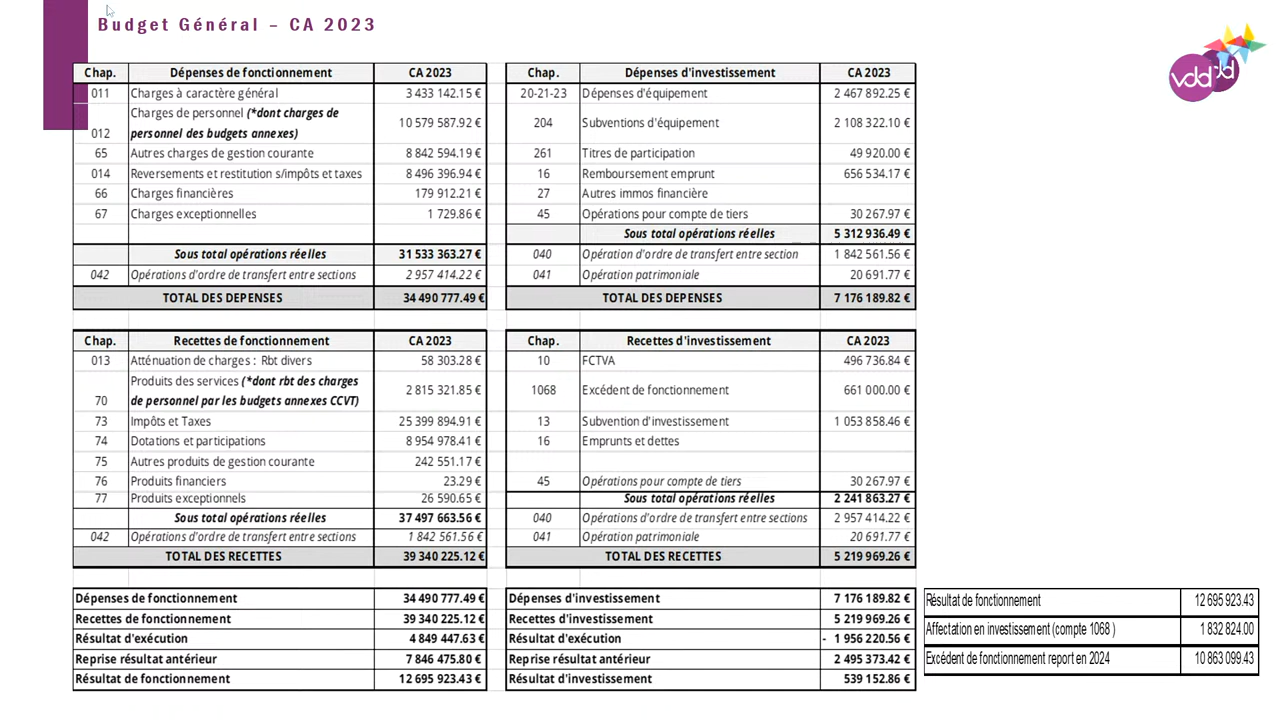 Budget Général – CA 2023
vdd
Chap. Dépenses de fonctionnement CA 2023
011 Charges à caractère général 3 433 142.15 €
012 Charges de personnel (*dont charges de personnel des budgets annexes) 10 579 587.92 €
65 Autres charges de gestion courante 8 842 594.19 €
014 Reversements et restitution s/impôts et taxes 8 496 396.94 €
66 Charges financières 179 912.21 €
67 Charges exceptionnelles 1 729.86 €
Sous total opérations réelles 31 533 363.27 €
042 Opérations d'ordre de transfert entre sections 2 957 414.22 €
TOTAL DES DEPENSES 34 490 777.49 €
Chap. Dépenses d'investissement CA 2023
20-21-23 Dépenses d'équipement 2 467 892.25 €
204 Subventions d'équipement 2 108 322.10 €
261 Titres de participation 49 920.00 €
16 Remboursement emprunt 656 534.17 €
27 Autres immos financière
45 Opérations pour compte de tiers 30 267.97 €
Sous total opérations réelles 5 312 936.49 €
040 Opération d'ordre de transfert entre section 1 842 561.56 €
041 Opération patrimoniale 20 691.77 €
TOTAL DES DEPENSES 7 176 189.82 €
Chap. Recettes de fonctionnement CA 2023
013 Atténuation de charges : Rbt divers 58 303.28 €
70 Produits des services (*dont rbt des charges de personnel par les budgets annexes CCVT) 2 815 321.85 €
73 Impôts et Taxes 25 399 894.91 €
74 Dotations et participations 8 954 978.41 €
75 Autres produits de gestion courante 242 551.17 €
76 Produits financiers 23.29 €
77 Produits exceptionnels 26 590.65 €
Sous total opérations réelles 37 497 663.56 €
042 Opérations d'ordre de transfert entre sections 1 842 561.56 €
TOTAL DES RECETTES 39 340 225.12 €
Chap. Recettes d'investissement CA 2023
10 FCTVA 496 736.84 €
1068 Excédent de fonctionnement 661 000.00 €
13 Subvention d'investissement 1 053 858.46 €
16 Emprunts et dettes
45 Opérations pour compte de tiers 30 267.97 €
Sous total opérations réelles 2 241 863.27 €
040 Opérations d'ordre de transfert entre sections 2 957 414.22 €
041 Opération patrimoniale 20 691.77 €
TOTAL DES RECETTES 5 219 969.26 €
Dépenses de fonctionnement 34 490 777.49 €
Recettes de fonctionnement 39 340 225.12 €
Résultat d'exécution 4 849 447.63 €
Reprise résultat antérieur 7 846 475.80 €
Résultat de fonctionnement 12 695 923.43 €
Dépenses d'investissement 7 176 189.82 €
Recettes d'investissement 5 219 969.26 €
Résultat d'exécution - 1 956 220.56 €
Reprise résultat antérieur 2 495 373.42 €
Résultat d'investissement 539 152.86 €
Résultat de fonctionnement 12 695 923.43
Affectation en investissement (compte 1068 ) 1 832 824.00
Excédent de fonctionnement report en 2024 10 863 099.43